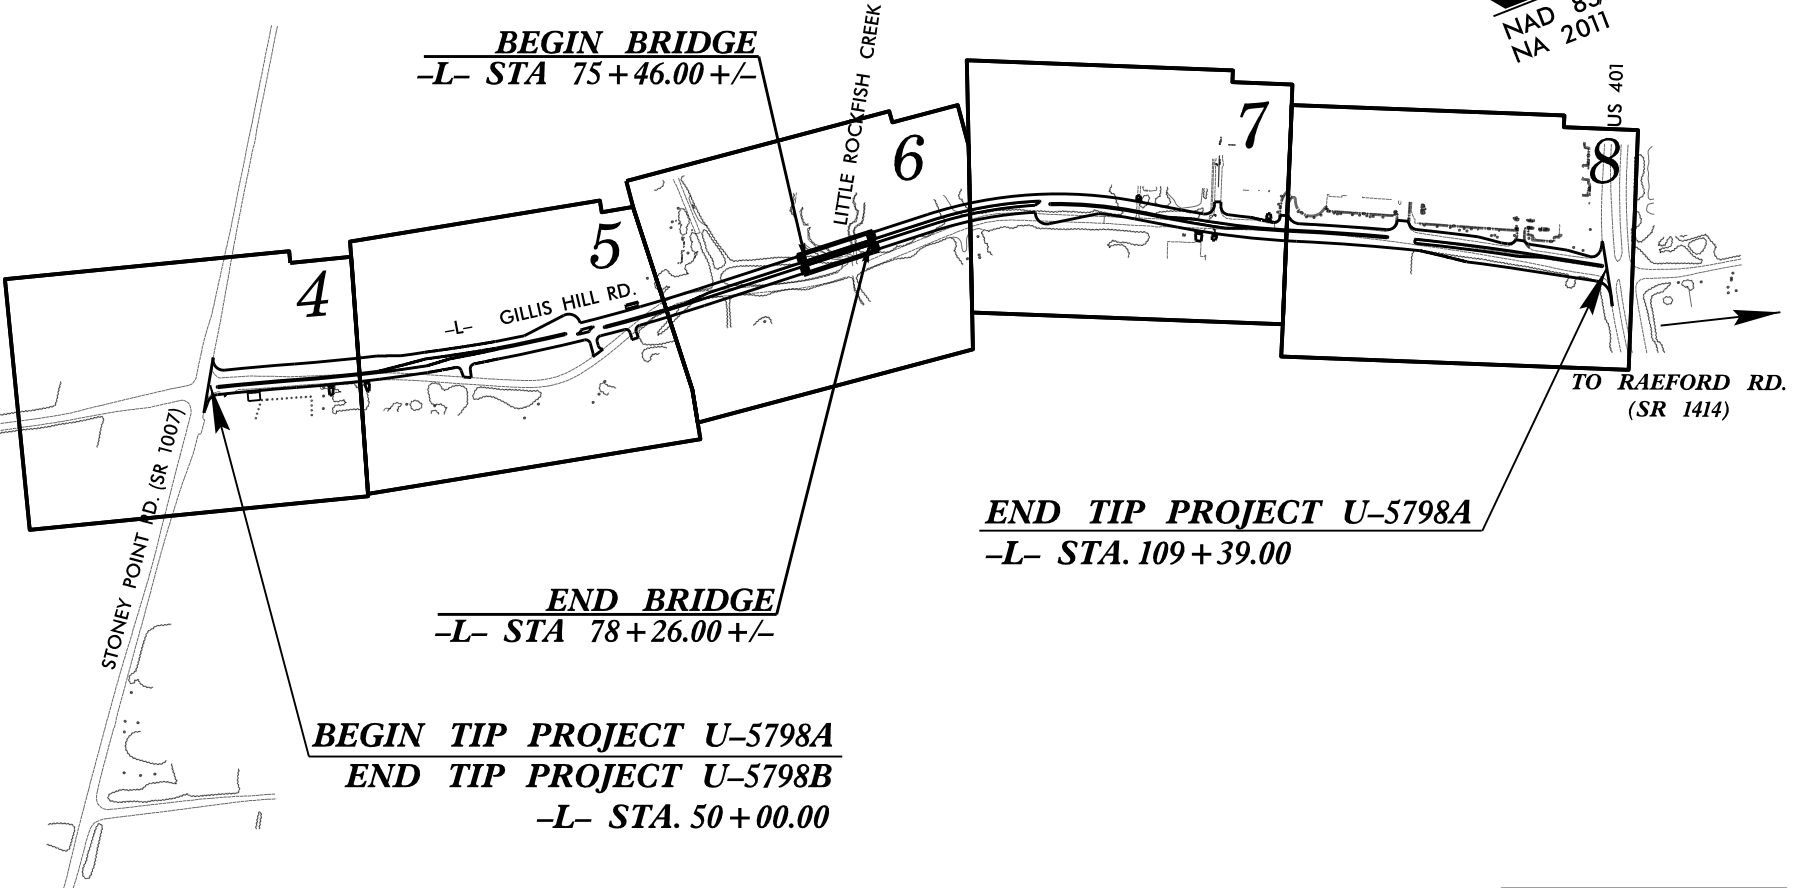 NAD 83
NA 2011
BEGIN BRIDGE
–L– STA 75+46.00 +/–
LITTLE ROCKFISH CREEK
US 401
4
5
6
7
8
–L– GILLIS HILL RD.
TO RAEFORD RD.
(SR 1414)
STONEY POINT RD. (SR 1007)
END TIP PROJECT U–5798A
–L– STA. 109+39.00
END BRIDGE
–L– STA 78+26.00 +/–
BEGIN TIP PROJECT U–5798A
END TIP PROJECT U–5798B
–L– STA. 50+00.00